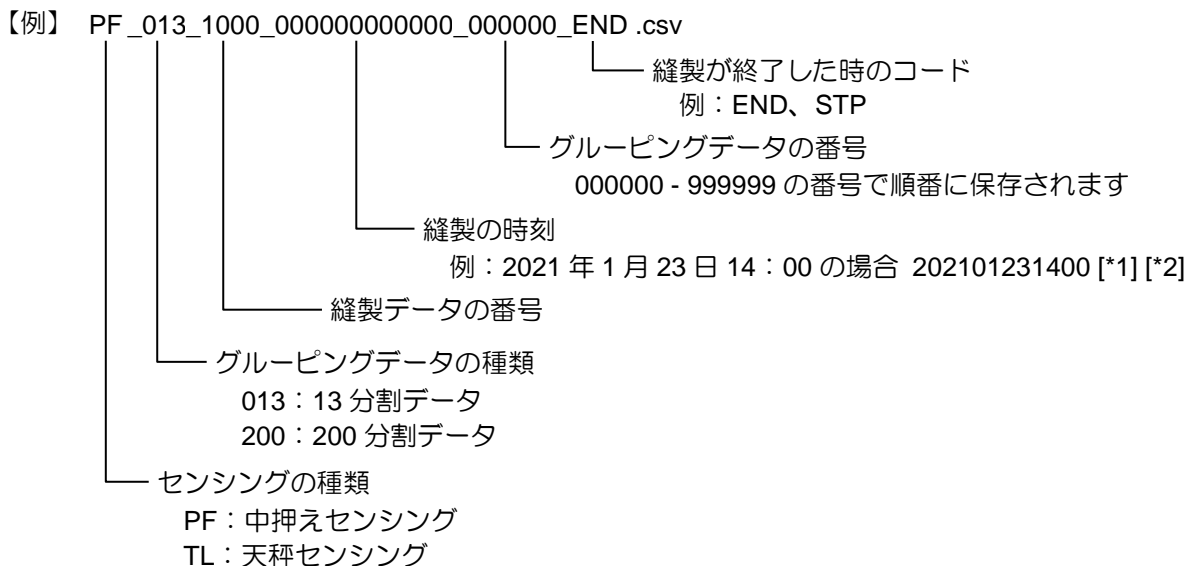 【例】 PF _013_1000_000000000000_000000_END .csv
縫製が終了した時のコード
例：END、STP
グルーピングデータの番号
000000 - 999999 の番号で順番に保存されます
縫製の時刻
例：2021 年 1 月 23 日 14：00 の場合 202101231400 [*1] [*2]
縫製データの番号
グルーピングデータの種類
013：13 分割データ
200：200 分割データ
センシングの種類
PF：中押えセンシング
TL：天秤センシング